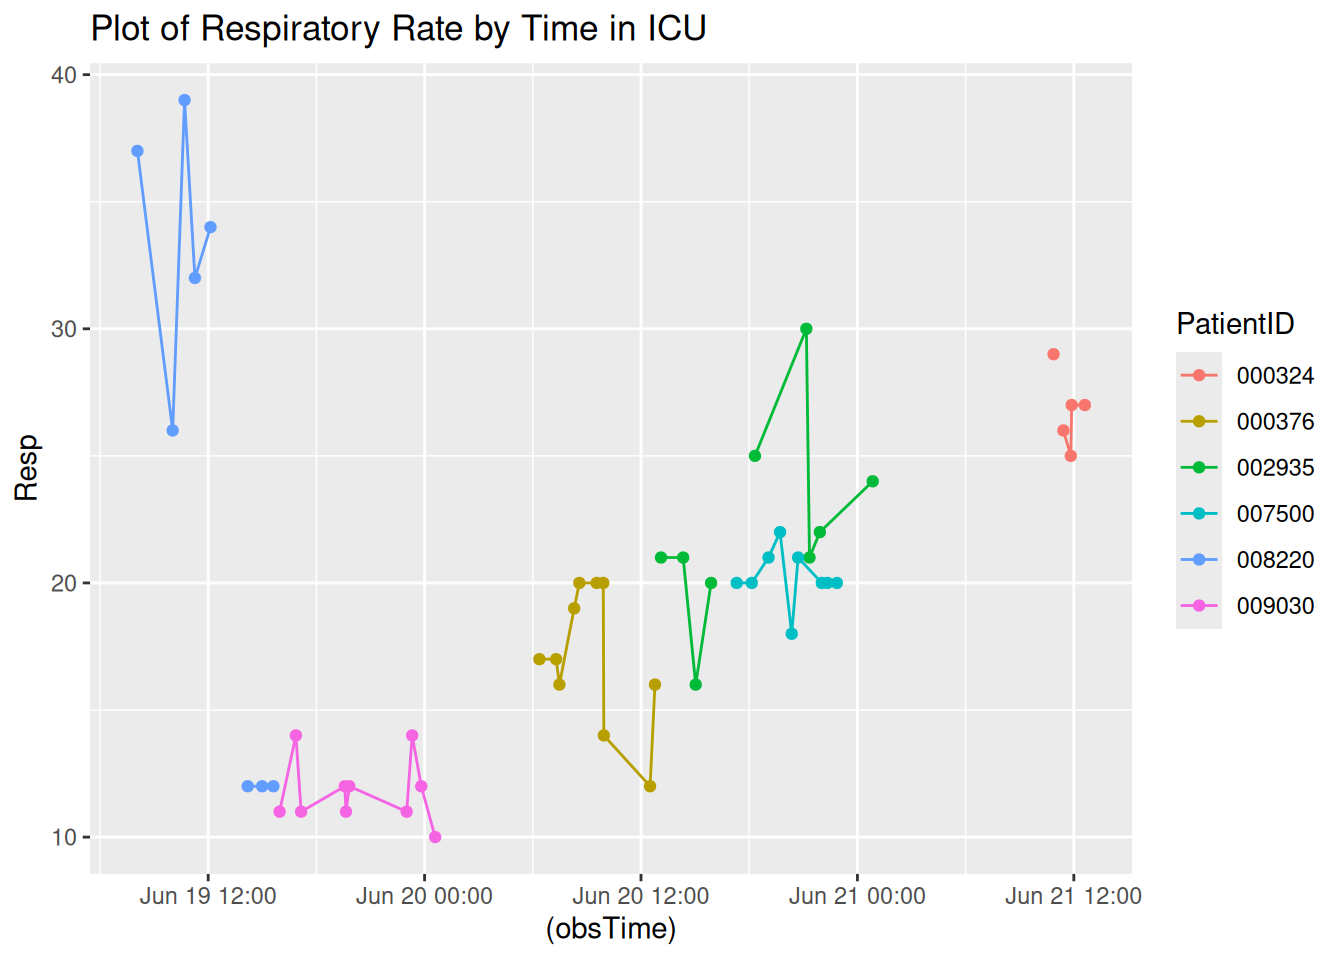 Plot of Respiratory Rate by Time in ICU
40
30
20
10
Resp
Jun 19 12:00 Jun 20 00:00 Jun 20 12:00 Jun 21 00:00 Jun 21 12:00
(obsTime)
PatientID
000324
000376
002935
007500
008220
009030